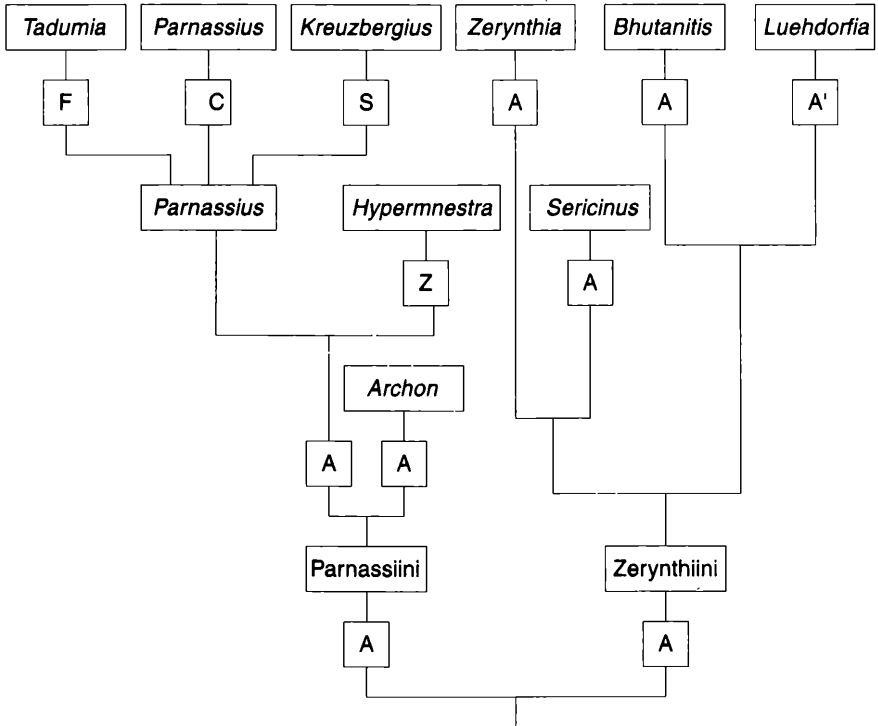 Tadumia Parnassius Kreuzbergius Zerynthia Bhutanitis Luehdorfia
F C S A A A'
Parnassius Hypermnestra Sericinus
Z A
Archon
A A
Parnassiini Zerynthiini
A A